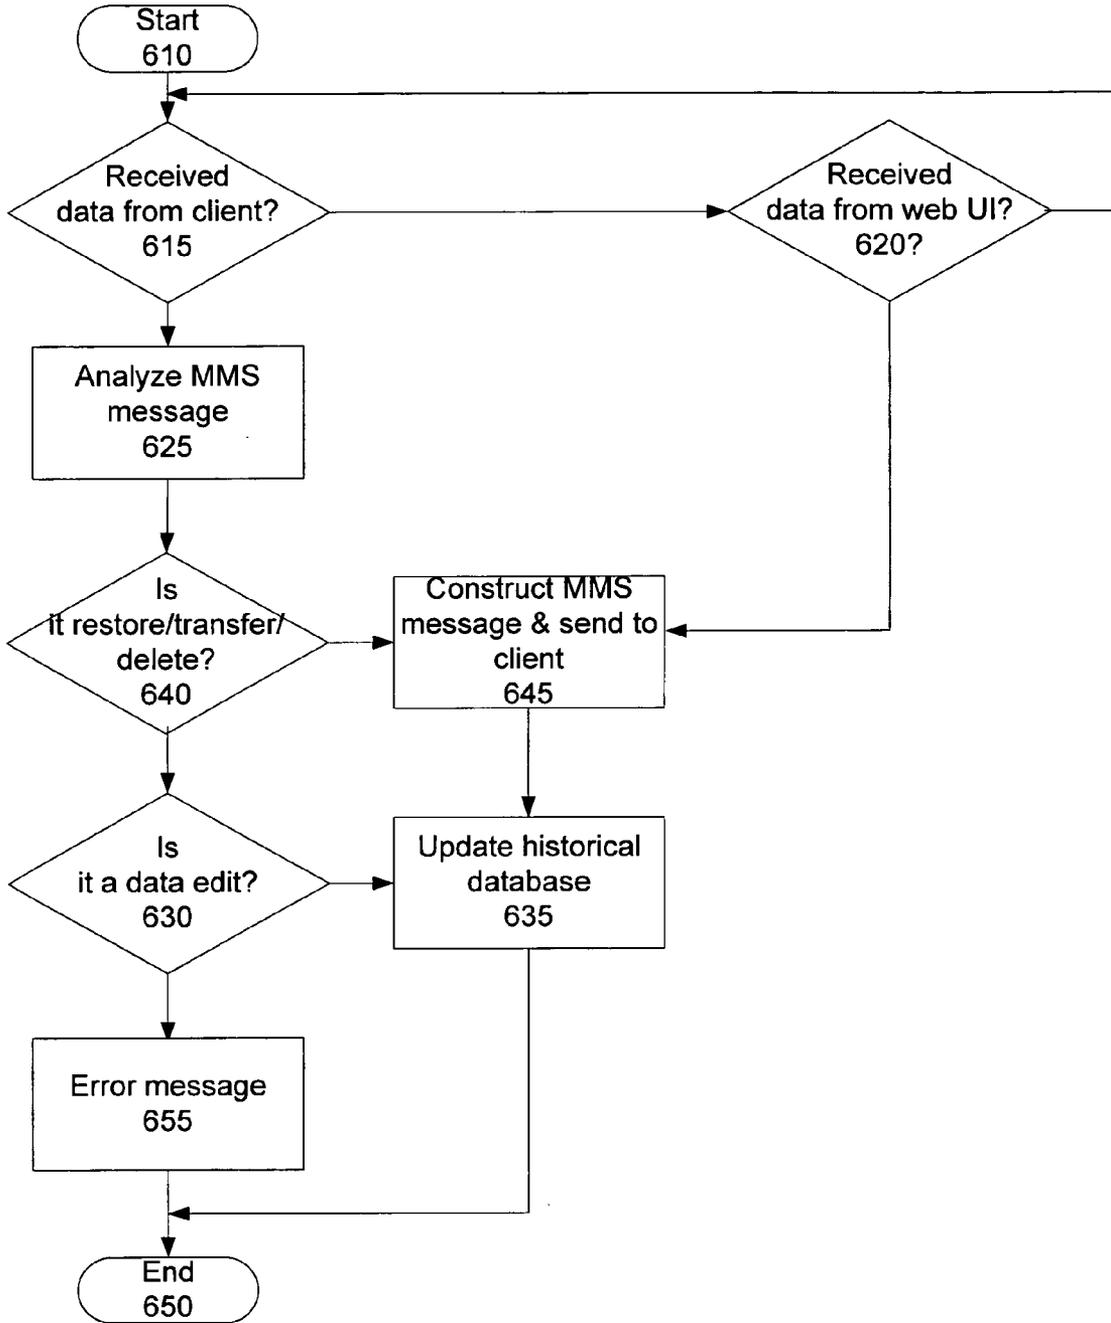 Start
610
Received
data from client?
615
Received
data from web UI?
620?
Analyze MMS
message
625
Is
it restore/transfer/
delete?
640
Construct MMS
message & send to
client
645
Is
it a data edit?
630
Update historical
database
635
Error message
655
End
650